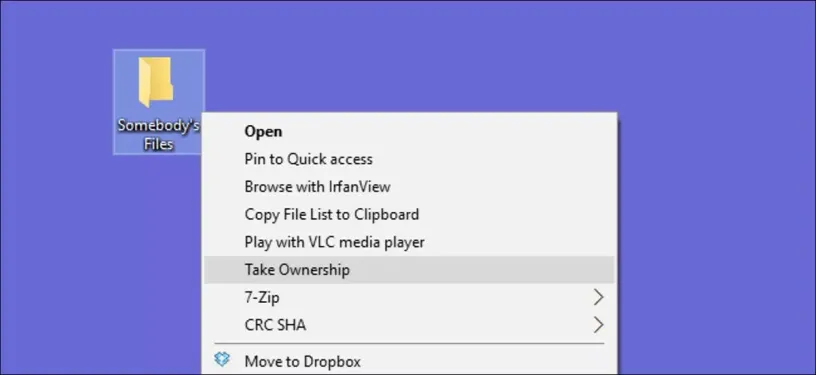 Somebody's
Files
Open
Pin to Quick access
Browse with IrfanView
Copy File List to Clipboard
Play with VLC media player
Take Ownership
7-Zip
CRC SHA
Move to Dropbox